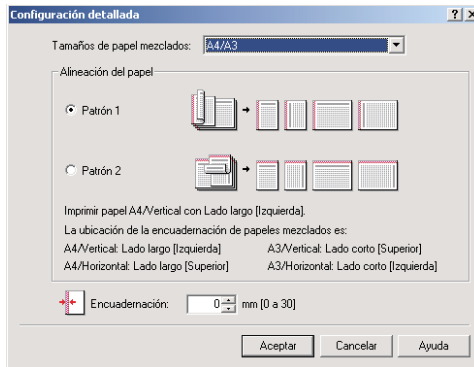 Configuración detallada
Tamaños de papel mezclados: A4/A3
Alineación del papel
Patrón 1
Patrón 2
Imprimir papel A4/Vertical con Lado largo [Izquierda].
La ubicación de la encuadernación de papeles mezclados es:
A4/Vertical: Lado largo [Izquierda] A3/Vertical: Lado corto [Superior]
A4/Horizontal: Lado largo [Superior] A3/Horizontal: Lado corto [Izquierda]
Encuadernación: 0 mm [0 a 30]
Aceptar Cancelar Ayuda